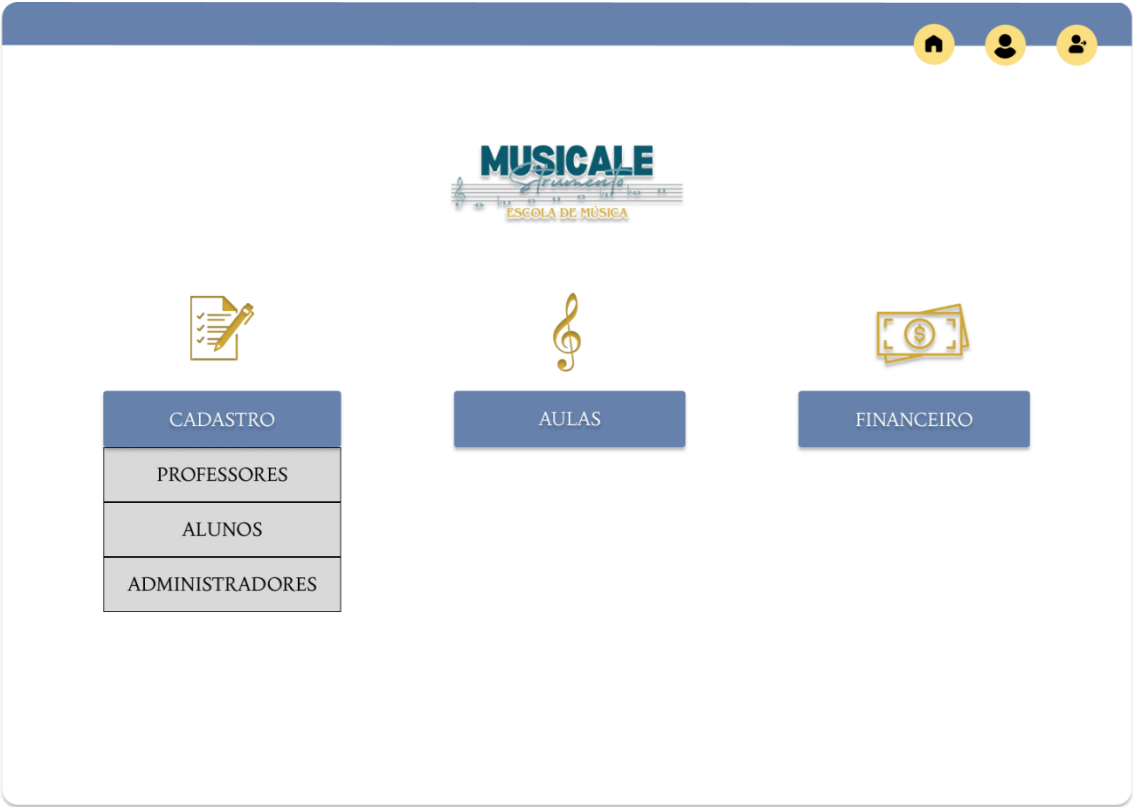 MUSICALE
Strumento
ESCOLA DE MÚSICA
CADASTRO
AULAS
FINANCEIRO
PROFESSORES
ALUNOS
ADMINISTRADORES